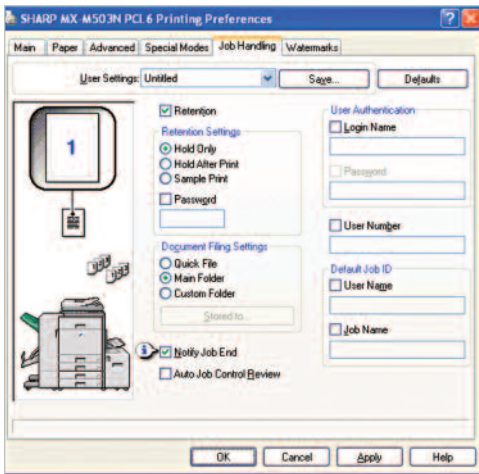 SHARP MX-M503N PCL6 Printing Preferences
Main Paper Advanced Special Modes Job Handling Watermarks
User Settings: Untitled Save... Defaults
1
Retention
Retention Settings
Hold Only
Hold After Print
Sample Print
Password
Document Filing Settings
Quick File
Main Folder
Custom Folder
Stored to...
Notify Job End
Auto Job Control Review
User Authentication
Login Name
Password
User Number
Default Job ID
User Name
Job Name
OK Cancel Apply Help